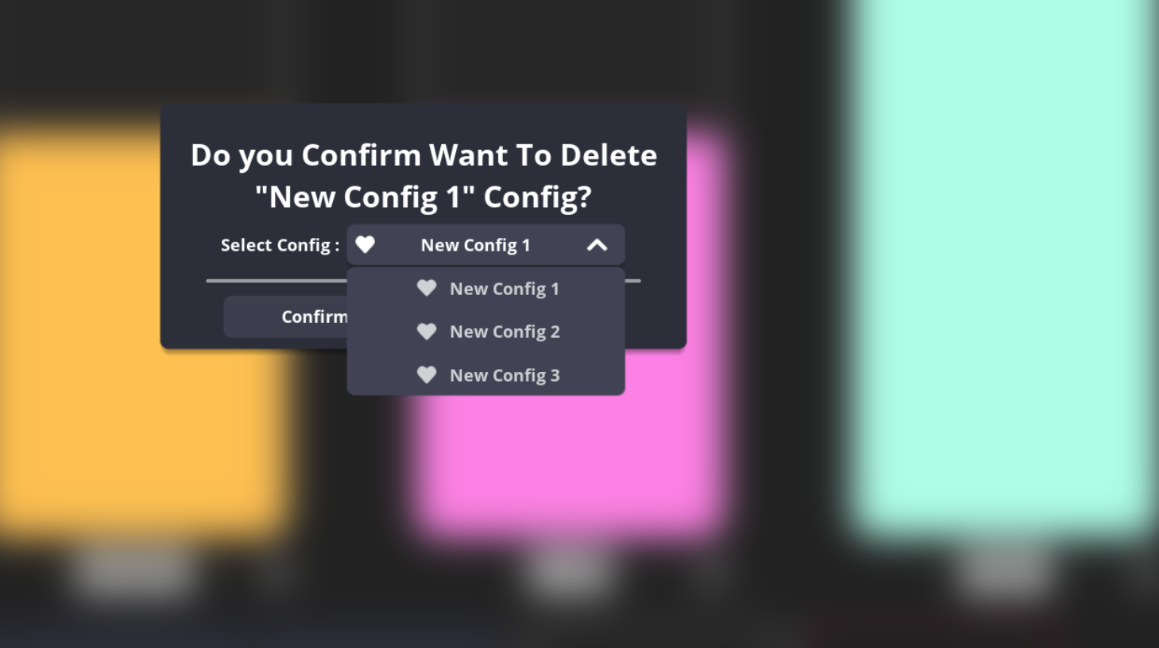 Do you Confirm Want To Delete
"New Config 1" Config?
Select Config : New Config 1
New Config 1
Confirm
New Config 2
New Config 3